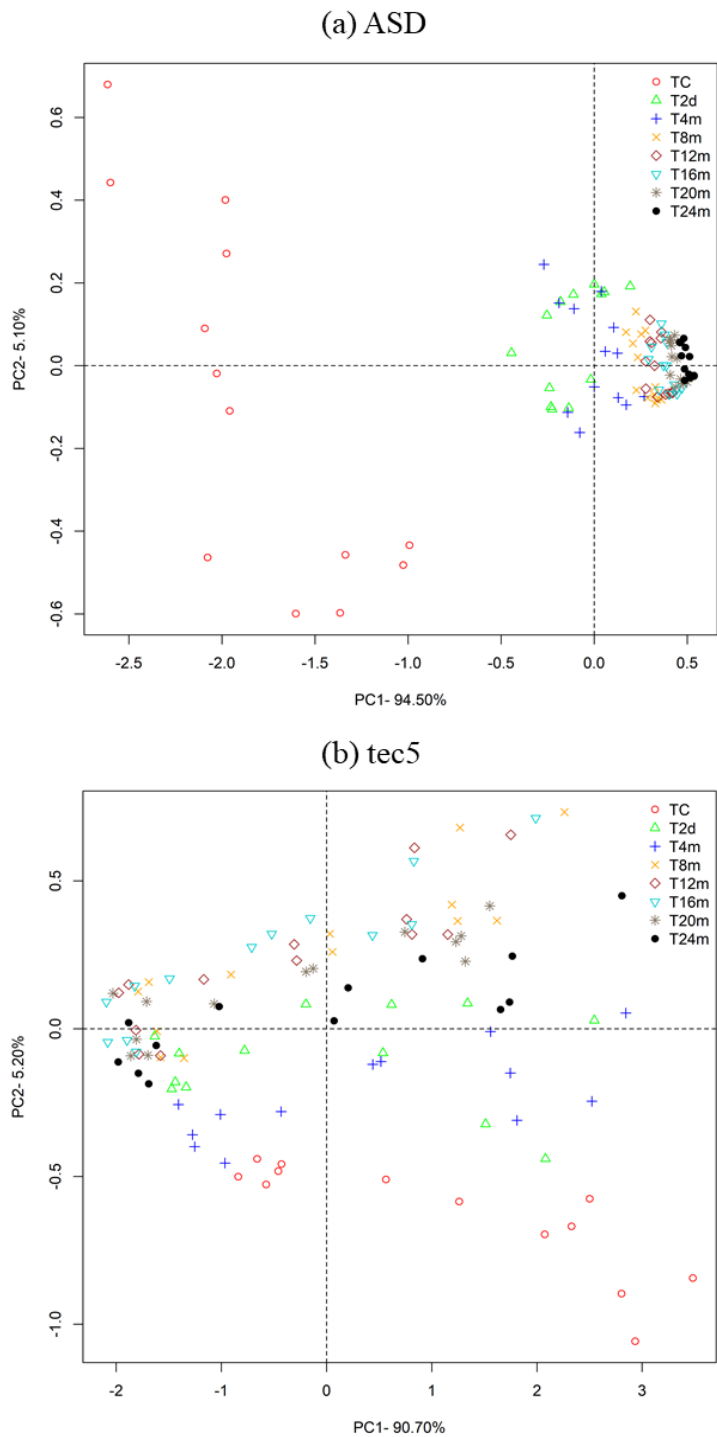 (a) ASD
TC
T2d
T4m
T8m
T12m
T16m
T20m
T24m
0.6
0.4
0.2
0.0
-0.2
-0.4
-0.6
PC2- 5.10%
-2.5 -2.0 -1.5 -1.0 -0.5 0.0 0.5
PC1- 94.50%
(b) tec5
TC
T2d
T4m
T8m
T12m
T16m
T20m
T24m
0.5
0.0
-0.5
-1.0
PC2- 5.20%
-2 -1 0 1 2 3
PC1- 90.70%